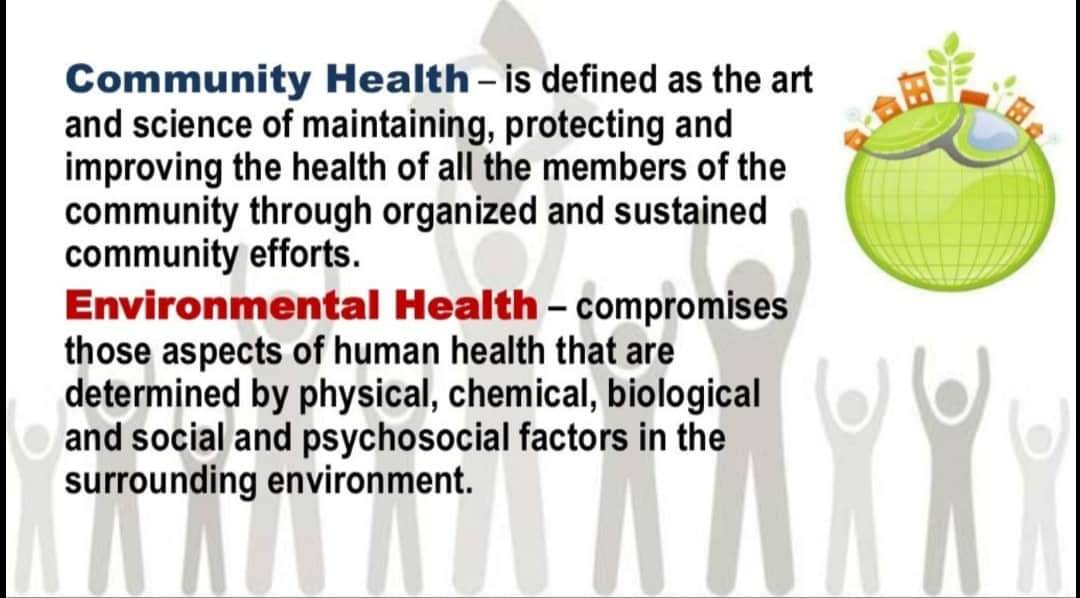 Community Health – is defined as the art
and science of maintaining, protecting and
improving the health of all the members of the
community through organized and sustained
community efforts.
Environmental Health – compromises
those aspects of human health that are
determined by physical, chemical, biological
and social and psychosocial factors in the
surrounding environment.